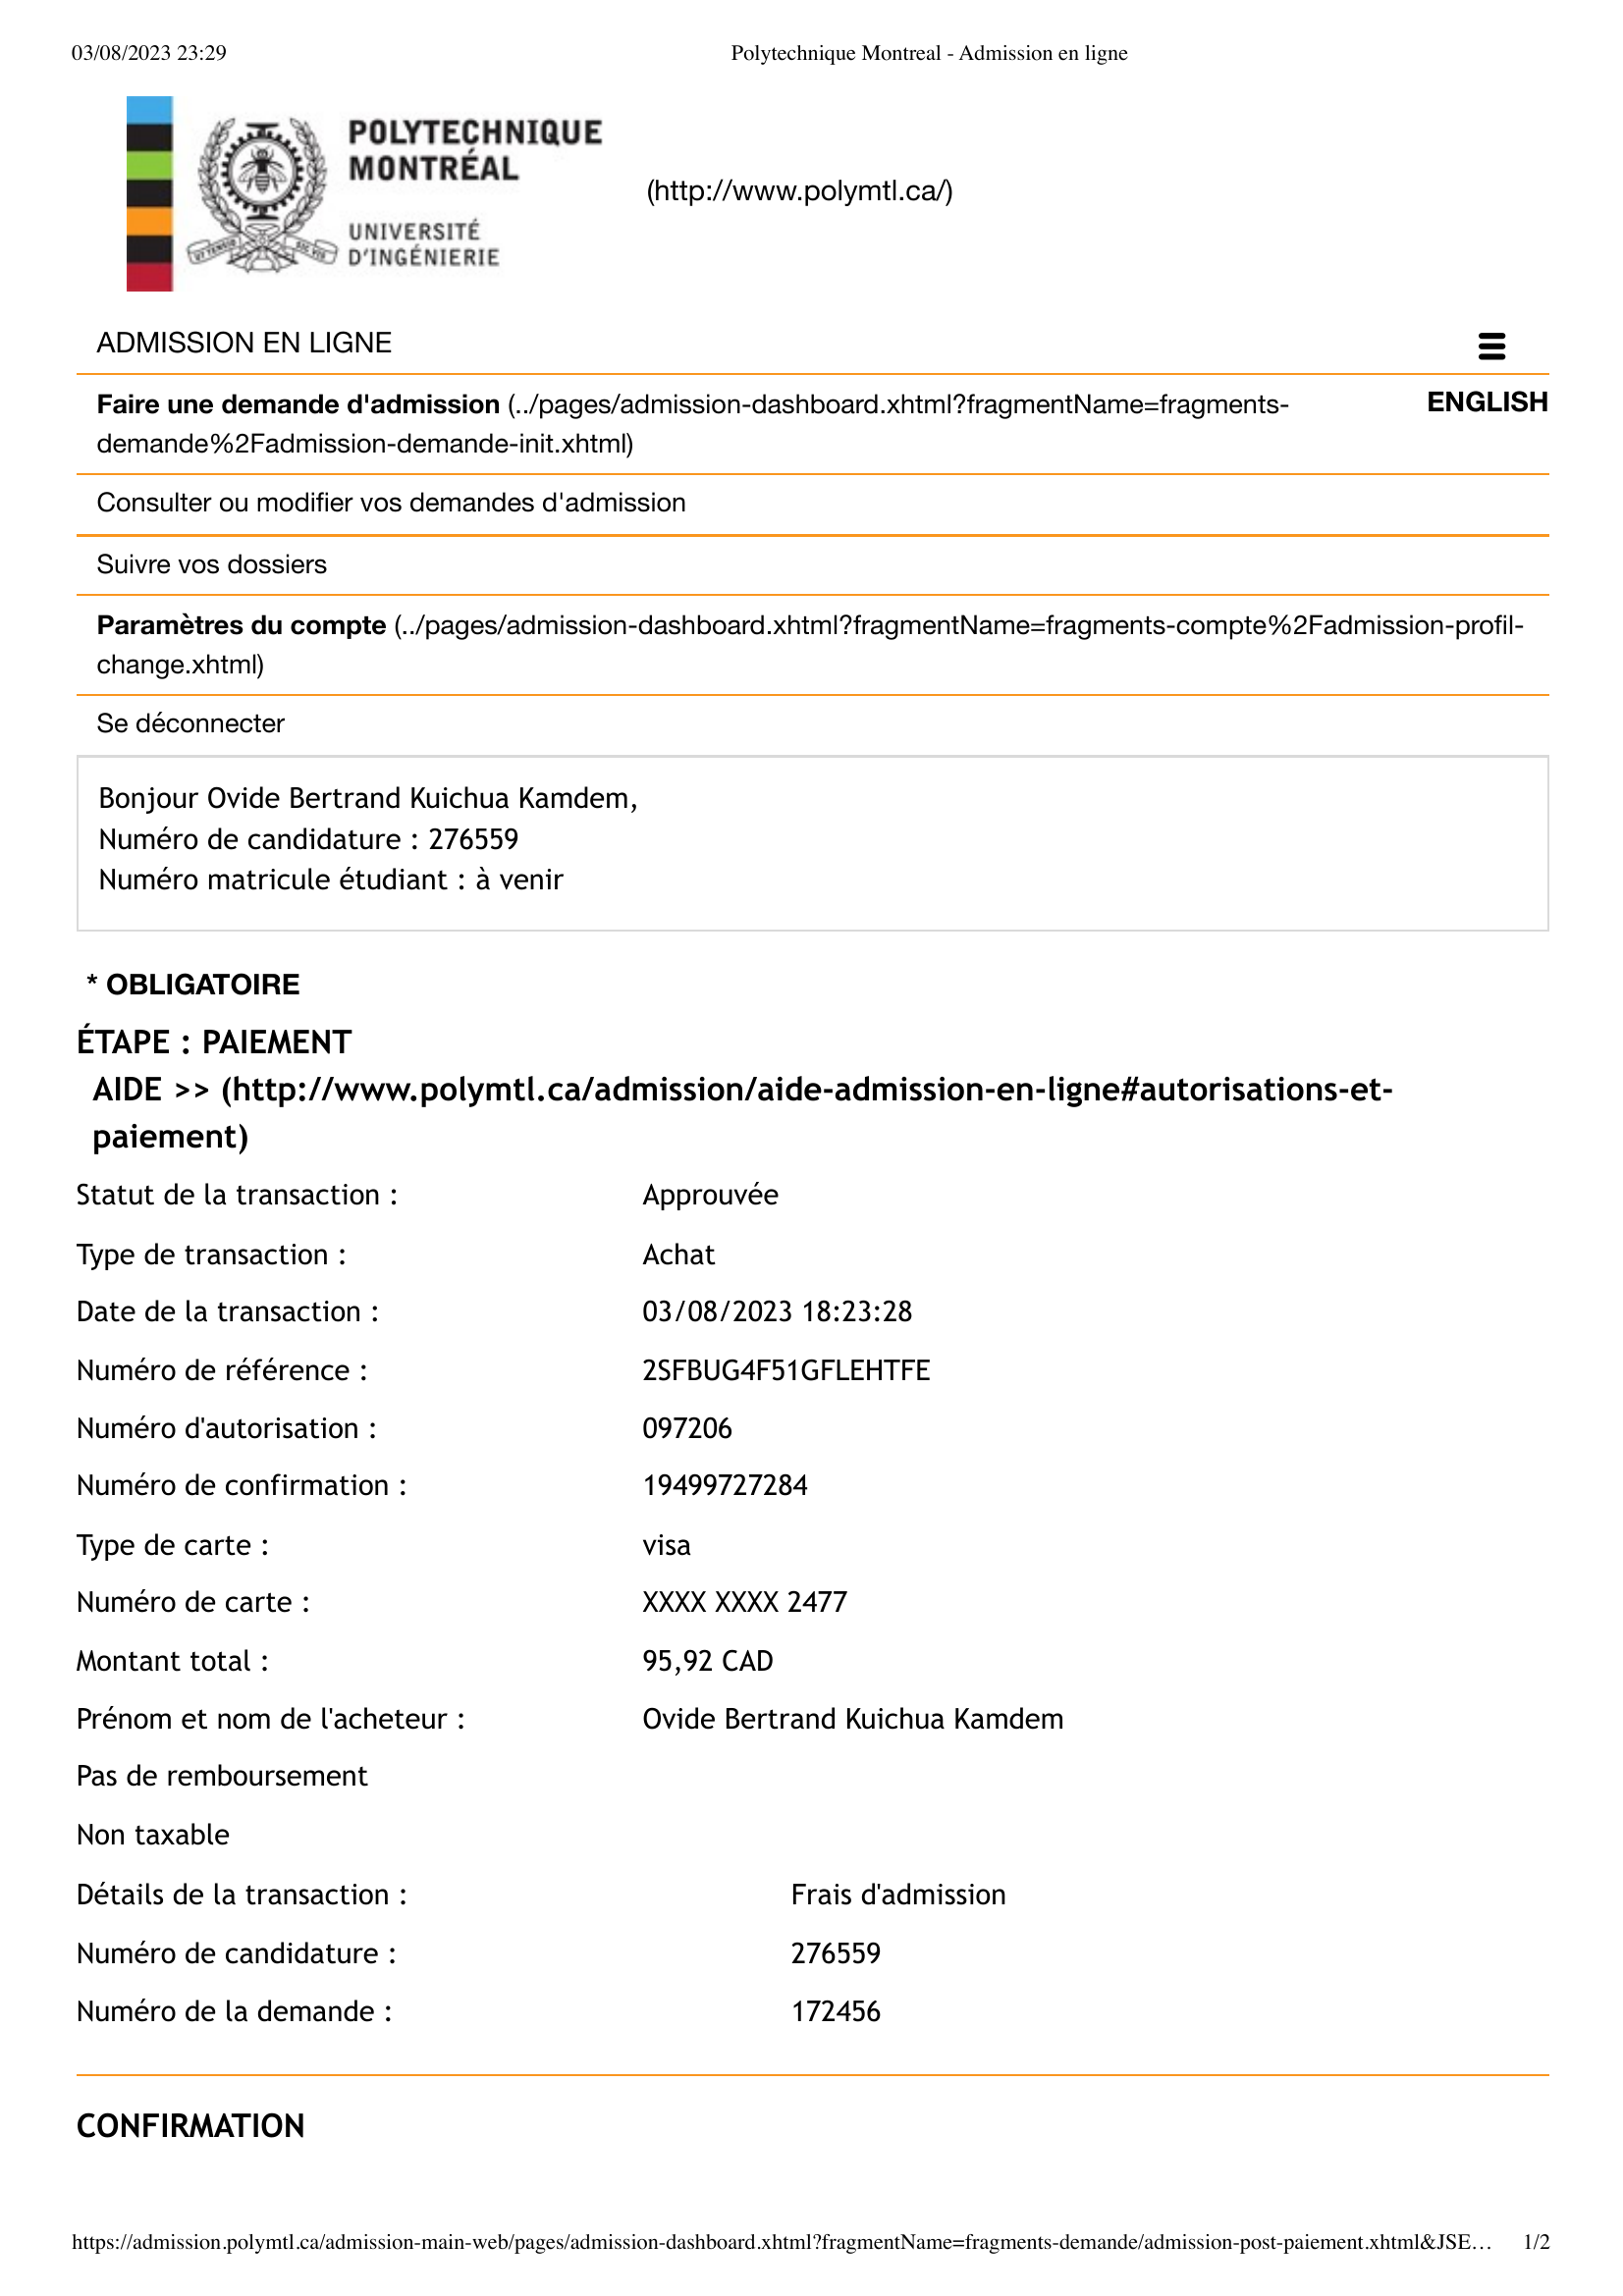 03/08/2023 23:29
Polytechnique Montreal - Admission en ligne
POLYTECHNIQUE
MONTRÉAL
UNIVERSITÉ
D'INGÉNIERIE
UT TENSIO SIC VIS
(http://www.polymtl.ca/)
ADMISSION EN LIGNE
Faire une demande d'admission (../pages/admission-dashboard.xhtml?fragmentName=fragments-
demande%2Fadmission-demande-init.xhtml)
ENGLISH
Consulter ou modifier vos demandes d'admission
Suivre vos dossiers
Paramètres du compte (../pages/admission-dashboard.xhtml?fragmentName=fragments-compte%2Fadmission-profil-
change.xhtml)
Se déconnecter
Bonjour Ovide Bertrand Kuichua Kamdem,
Numéro de candidature : 276559
Numéro matricule étudiant : à venir
* OBLIGATOIRE
ÉTAPE : PAIEMENT
AIDE >> (http://www.polymtl.ca/admission/aide-admission-en-ligne#autorisations-et-
paiement)
Statut de la transaction : Approuvée
Type de transaction : Achat
Date de la transaction : 03/08/2023 18:23:28
Numéro de référence : 2SFBUG4F51GFLEHTFE
Numéro d'autorisation : 097206
Numéro de confirmation : 19499727284
Type de carte : visa
Numéro de carte : XXXX XXXX 2477
Montant total : 95,92 CAD
Prénom et nom de l'acheteur : Ovide Bertrand Kuichua Kamdem
Pas de remboursement
Non taxable
Détails de la transaction : Frais d'admission
Numéro de candidature : 276559
Numéro de la demande : 172456
CONFIRMATION
https://admission.polymtl.ca/admission-main-web/pages/admission-dashboard.xhtml?fragmentName=fragments-demande/admission-post-paiement.xhtml&JSE… 1/2